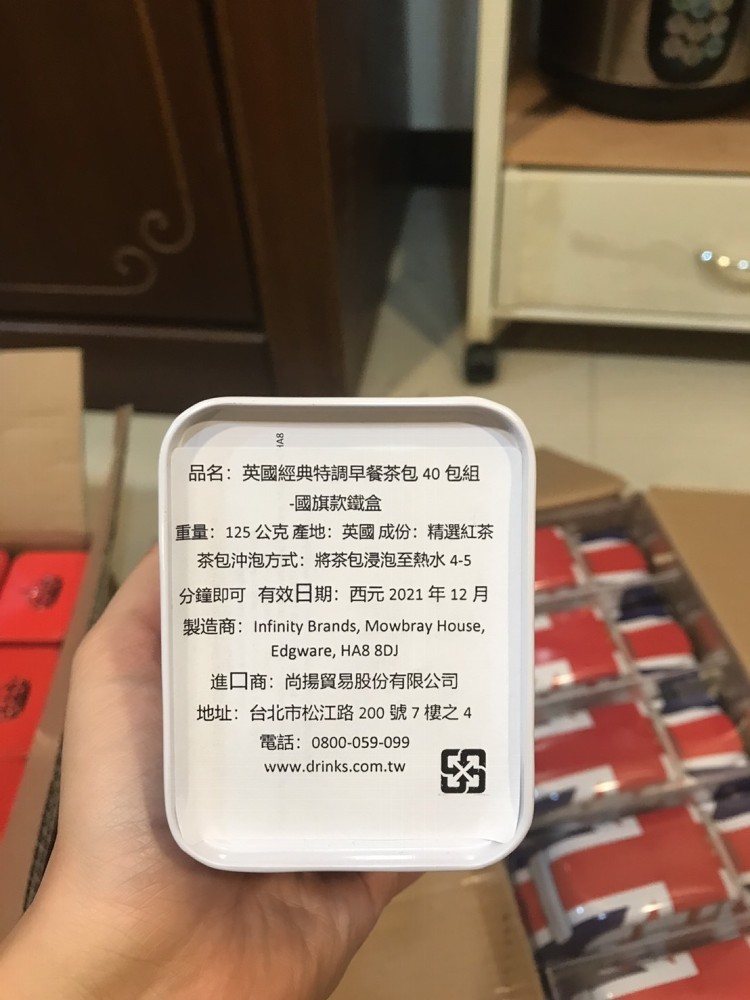 HA8
品名：英國經典特調早餐茶包 40 包組
-國旗款鐵盒
重量：125 公克 產地：英國 成份：精選紅茶
茶包沖泡方式：將茶包浸泡至熱水 4-5
分鐘即可 有效日期：西元 2021 年 12 月
製造商：Infinity Brands, Mowbray House,
Edgware, HA8 8DJ
進口商：尚揚貿易股份有限公司
地址：台北市松江路 200 號 7 樓之 4
電話：0800-059-099
www.drinks.com.tw